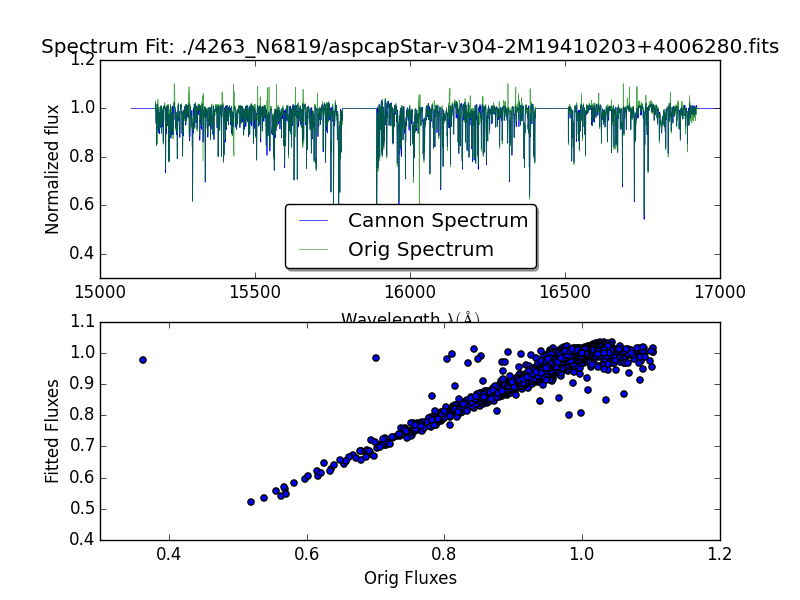 Spectrum Fit: ./4263_N6819/aspcapStar-v304-2M19410203+4006280.fits
1.2
1.0
0.8
0.6
0.4
Normalized flux
Cannon Spectrum
Orig Spectrum
15000 15500 16000 16500 17000
Wavelength λ(Å)
1.1
1.0
0.9
0.8
0.7
0.6
0.5
0.4
Fitted Fluxes
0.4 0.6 0.8 1.0 1.2
Orig Fluxes